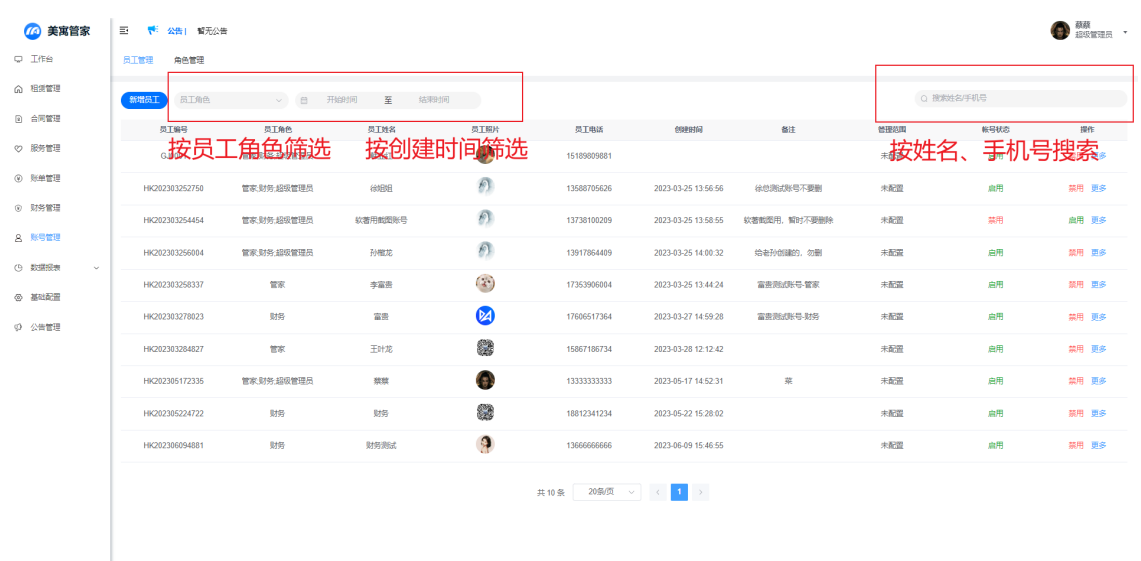 美寓管家
公告| 暂无公告
蔡蔡
超级管理员
工作台
租赁管理
合同管理
服务管理
账单管理
财务管理
账号管理
数据报表
基础配置
公告管理
员工管理 角色管理
新增员工 员工角色 开始时间 至 结束时间 搜索姓名/手机号
员工编号 员工角色 员工姓名 员工照片 员工电话 创建时间 备注 管理范围 帐号状态 操作
按员工角色筛选 按创建时间筛选 按姓名、手机号搜索
15189809881
HK202303252750 管家,财务,超级管理员 徐姐姐 13588705626 2023-03-25 13:56:56 徐总测试账号不要删 未配置 启用 禁用 更多
HK202303254454 管家,财务,超级管理员 软著用截图账号 13738100209 2023-03-25 13:58:55 软著截图用，暂时不要删除 未配置 禁用 启用 更多
HK202303256004 管家,财务,超级管理员 孙敬龙 13917864409 2023-03-25 14:00:32 给老孙创建的，勿删 未配置 启用 禁用 更多
HK202303258337 管家 李富贵 17353906004 2023-03-25 13:44:24 富贵测试账号-管家 未配置 启用 禁用 更多
HK202303278023 财务 富贵 17606517364 2023-03-27 14:59:28 富贵测试账号-财务 未配置 启用 禁用 更多
HK202303284827 管家 王叶龙 15867186734 2023-03-28 12:12:42 未配置 启用 禁用 更多
HK202305172335 管家,财务,超级管理员 蔡蔡 13333333333 2023-05-17 14:52:31 菜 未配置 启用 禁用 更多
HK202305224722 财务 财务 18812341234 2023-05-22 15:28:02 未配置 启用 禁用 更多
HK202306094881 财务 财务测试 13666666666 2023-06-09 15:46:55 未配置 启用 禁用 更多
共 10 条 20条/页 1